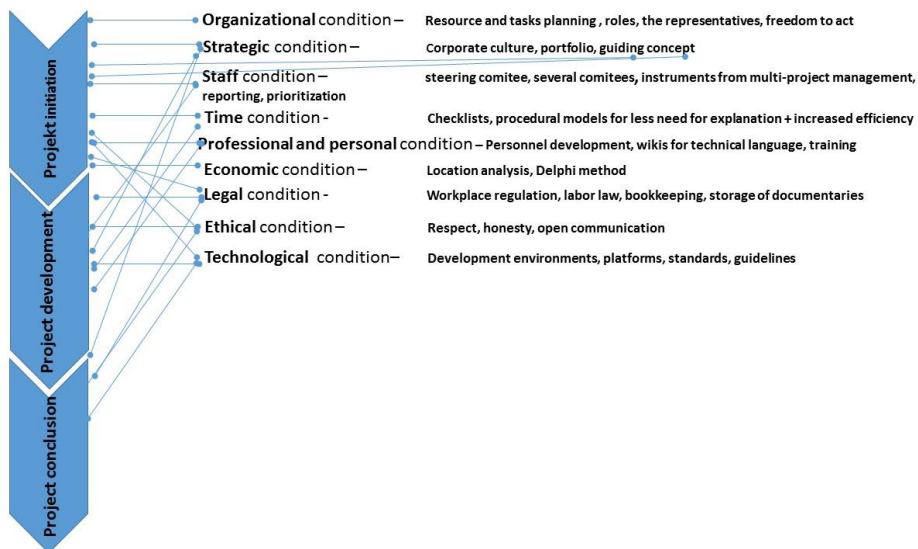 Organizational condition – Resource and tasks planning , roles, the representatives, freedom to act
Strategic condition – Corporate culture, portfolio, guiding concept
Staff condition – steering comitee, several comitees, instruments from multi-project management,
reporting, prioritization
Time condition - Checklists, procedural models for less need for explanation + increased efficiency
Professional and personal condition – Personnel development, wikis for technical language, training
Economic condition – Location analysis, Delphi method
Legal condition - Workplace regulation, labor law, bookkeeping, storage of documentaries
Ethical condition – Respect, honesty, open communication
Technological condition– Development environments, platforms, standards, guidelines
Projekt initiation
Project development
Project conclusion